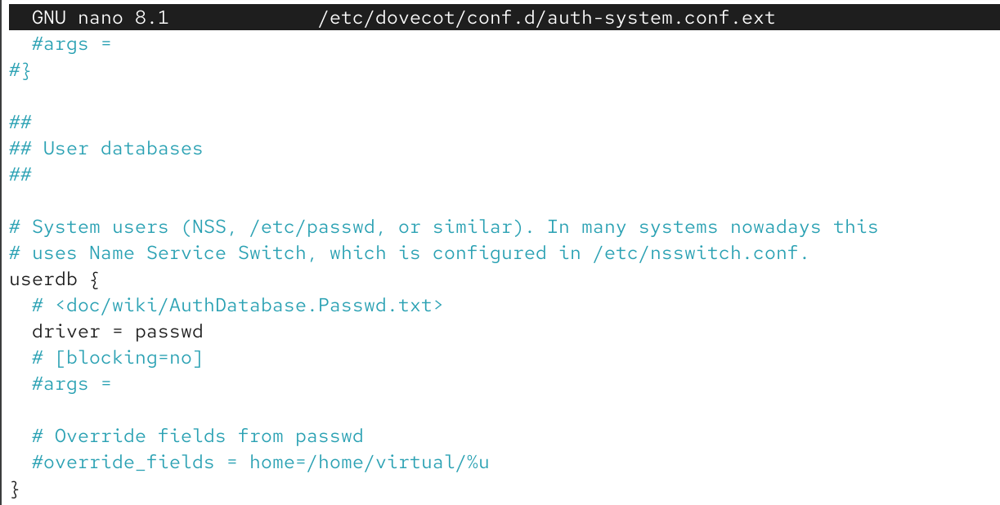 GNU nano 8.1 /etc/dovecot/conf.d/auth-system.conf.ext
#args =
#}
##
## User databases
##
# System users (NSS, /etc/passwd, or similar). In many systems nowadays this
# uses Name Service Switch, which is configured in /etc/nsswitch.conf.
userdb {
# <doc/wiki/AuthDatabase.Passwd.txt>
driver = passwd
# [blocking=no]
#args =
# Override fields from passwd
#override_fields = home=/home/virtual/%u
}